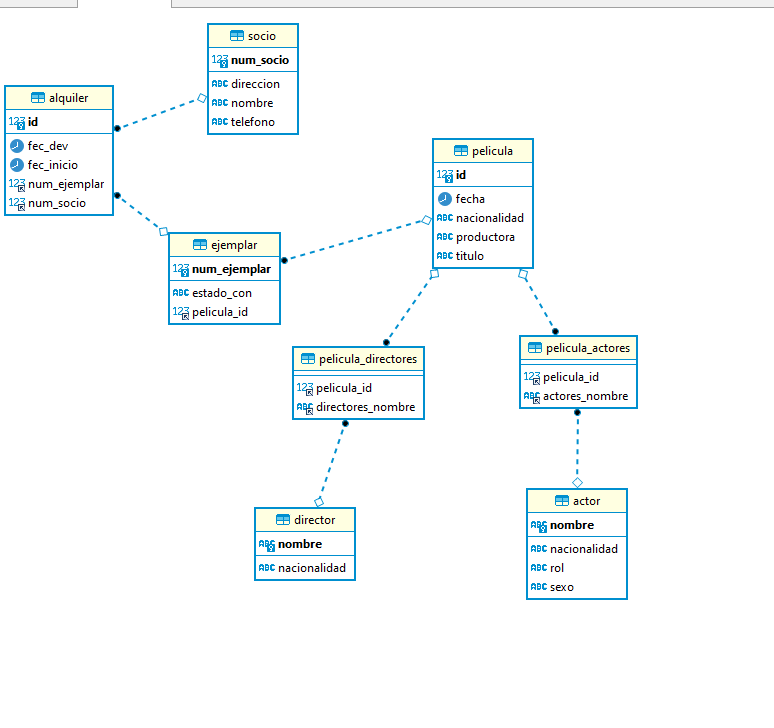 socio
123 num_socio
ABC direccion
ABC nombre
ABC telefono
alquiler
123 id
fec_dev
fec_inicio
123 num_ejemplar
123 num_socio
pelicula
123 id
fecha
ABC nacionalidad
ABC productora
ABC titulo
ejemplar
123 num_ejemplar
ABC estado_con
123 pelicula_id
pelicula_directores
123 pelicula_id
ABC directores_nombre
pelicula_actores
123 pelicula_id
ABC actores_nombre
director
ABC nombre
ABC nacionalidad
actor
ABC nombre
ABC nacionalidad
ABC rol
ABC sexo